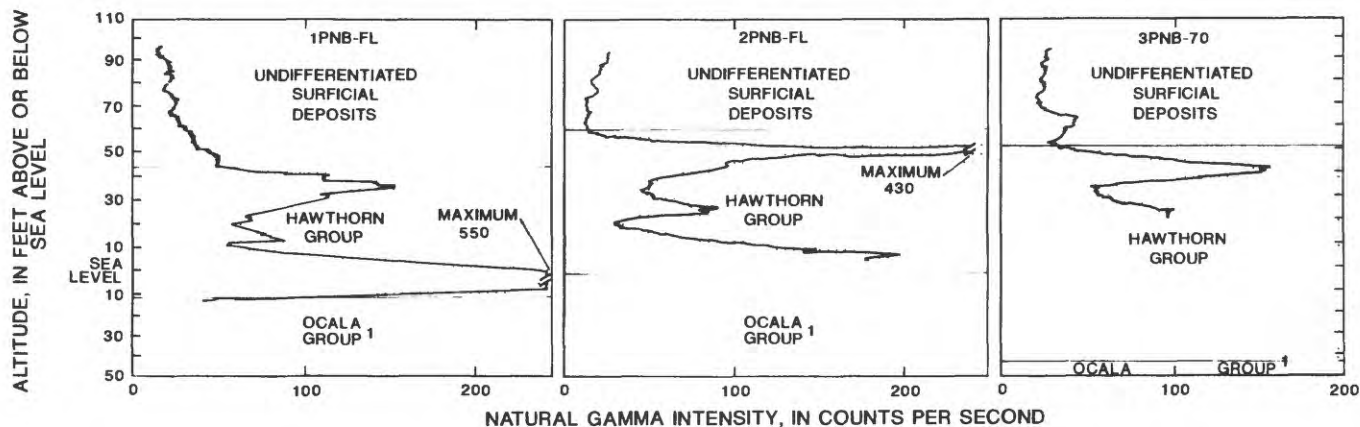 ALTITUDE, IN FEET ABOVE OR BELOW
SEA LEVEL
110
90
70
50
30
10
SEA
LEVEL
10
30
50
1PNB-FL
UNDIFFERENTIATED
SURFICIAL
DEPOSITS
HAWTHORN
GROUP
MAXIMUM
550
OCALA
GROUP 1
0
100
200
2PNB-FL
UNDIFFERENTIATED
SURFICIAL
DEPOSITS
MAXIMUM
430
HAWTHORN
GROUP
OCALA
GROUP 1
0
100
200
3PNB-70
UNDIFFERENTIATED
SURFICIAL
DEPOSITS
HAWTHORN
GROUP
OCALA GROUP 1
0
100
200
NATURAL GAMMA INTENSITY, IN COUNTS PER SECOND